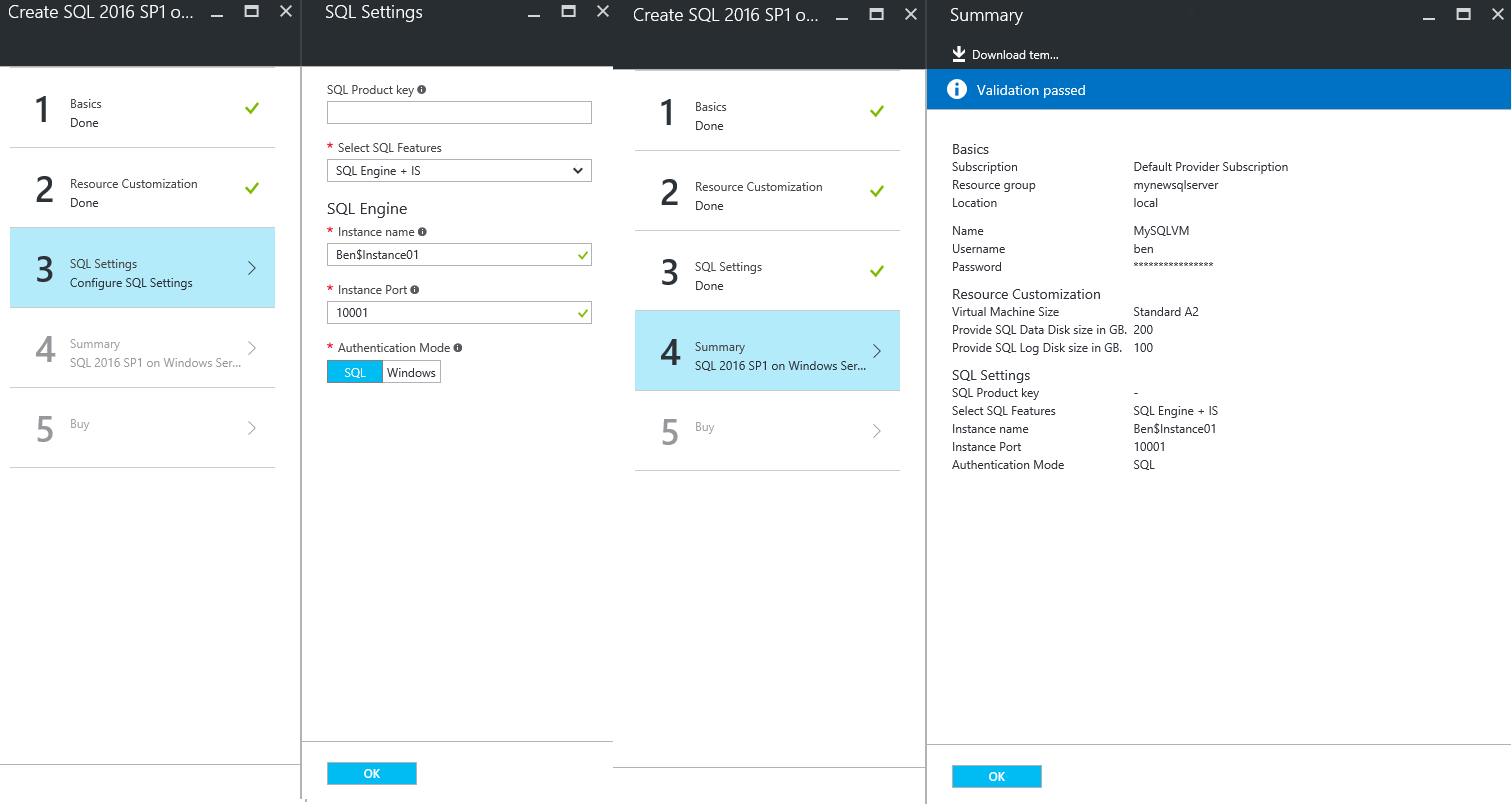 Create SQL 2016 SP1 o...
1
Basics
Done
2
Resource Customization
Done
3
SQL Settings
Configure SQL Settings
4
Summary
SQL 2016 SP1 on Windows Ser...
5
Buy
SQL Settings
SQL Product key
* Select SQL Features
SQL Engine + IS
SQL Engine
* Instance name
Ben$Instance01
* Instance Port
10001
* Authentication Mode
SQL Windows
OK
Create SQL 2016 SP1 o...
1
Basics
Done
2
Resource Customization
Done
3
SQL Settings
Done
4
Summary
SQL 2016 SP1 on Windows Ser...
5
Buy
Summary
Download tem...
Validation passed
Basics
Subscription Default Provider Subscription
Resource group mynewsqlserver
Location local
Name MySQLVM
Username ben
Password ****************
Resource Customization
Virtual Machine Size Standard A2
Provide SQL Data Disk size in GB. 200
Provide SQL Log Disk size in GB. 100
SQL Settings
SQL Product key -
Select SQL Features SQL Engine + IS
Instance name Ben$Instance01
Instance Port 10001
Authentication Mode SQL
OK